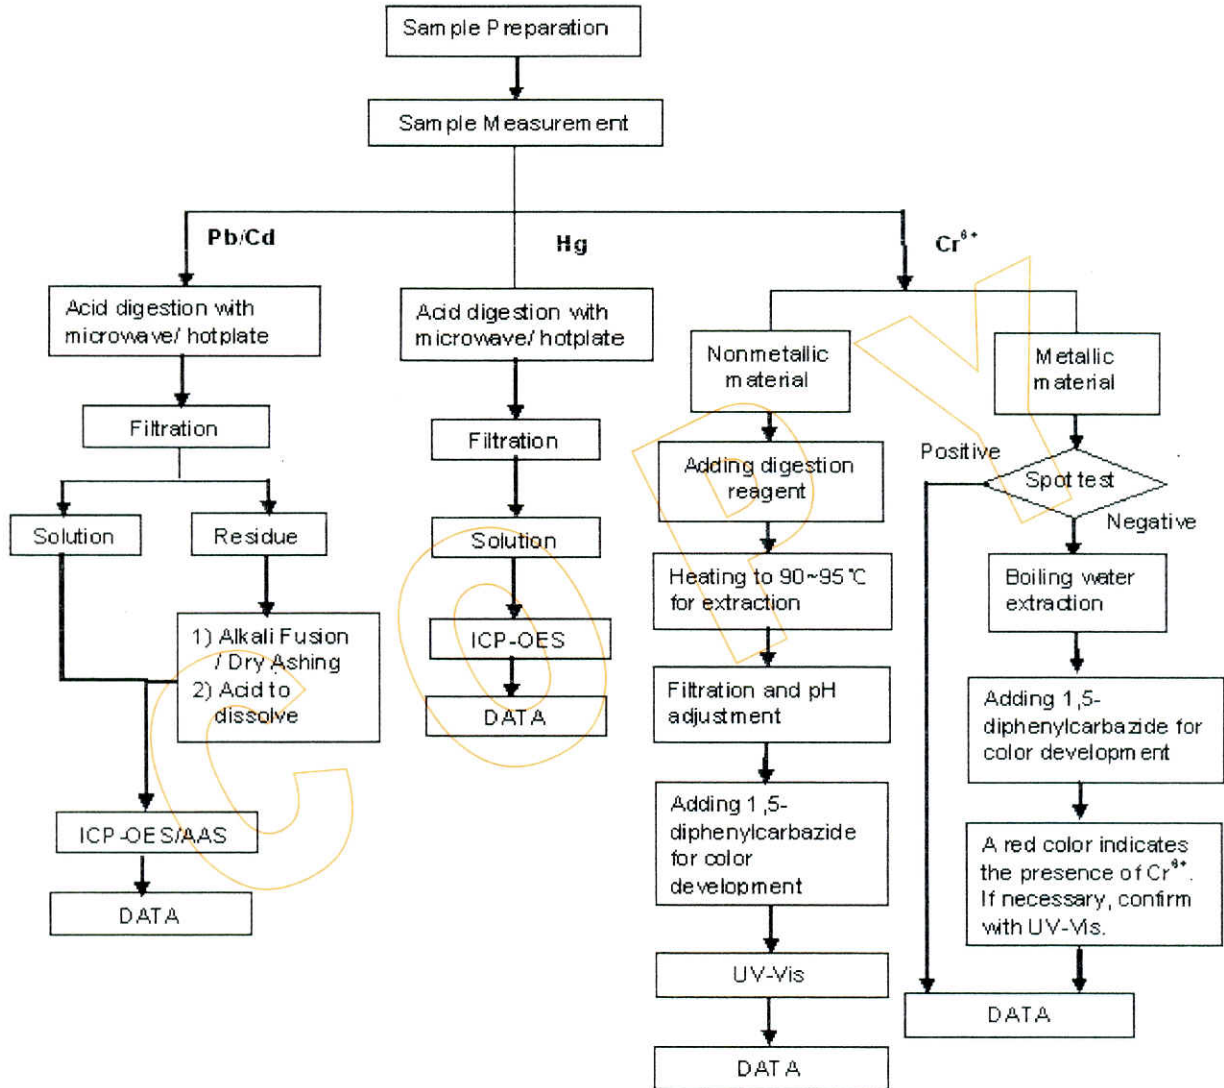 Sample Preparation
Sample Measurement
Pb/Cd
Hg
Cr⁶⁺
Acid digestion with
microwave/ hotplate
Filtration
Solution
Residue
1) Alkali Fusion
/ Dry Ashing
2) Acid to
dissolve
ICP-OES/AAS
DATA
Acid digestion with
microwave/ hotplate
Filtration
Solution
ICP-OES
DATA
Nonmetallic
material
Adding digestion
reagent
Heating to 90~95℃
for extraction
Filtration and pH
adjustment
Adding 1,5-
diphenylcarbazide
for color
development
UV-Vis
DATA
Metallic
material
Positive
Spot test
Negative
Boiling water
extraction
Adding 1,5-
diphenylcarbazide for
color development
A red color indicates
the presence of Cr⁶⁺.
If necessary, confirm
with UV-Vis.
DATA
COPY